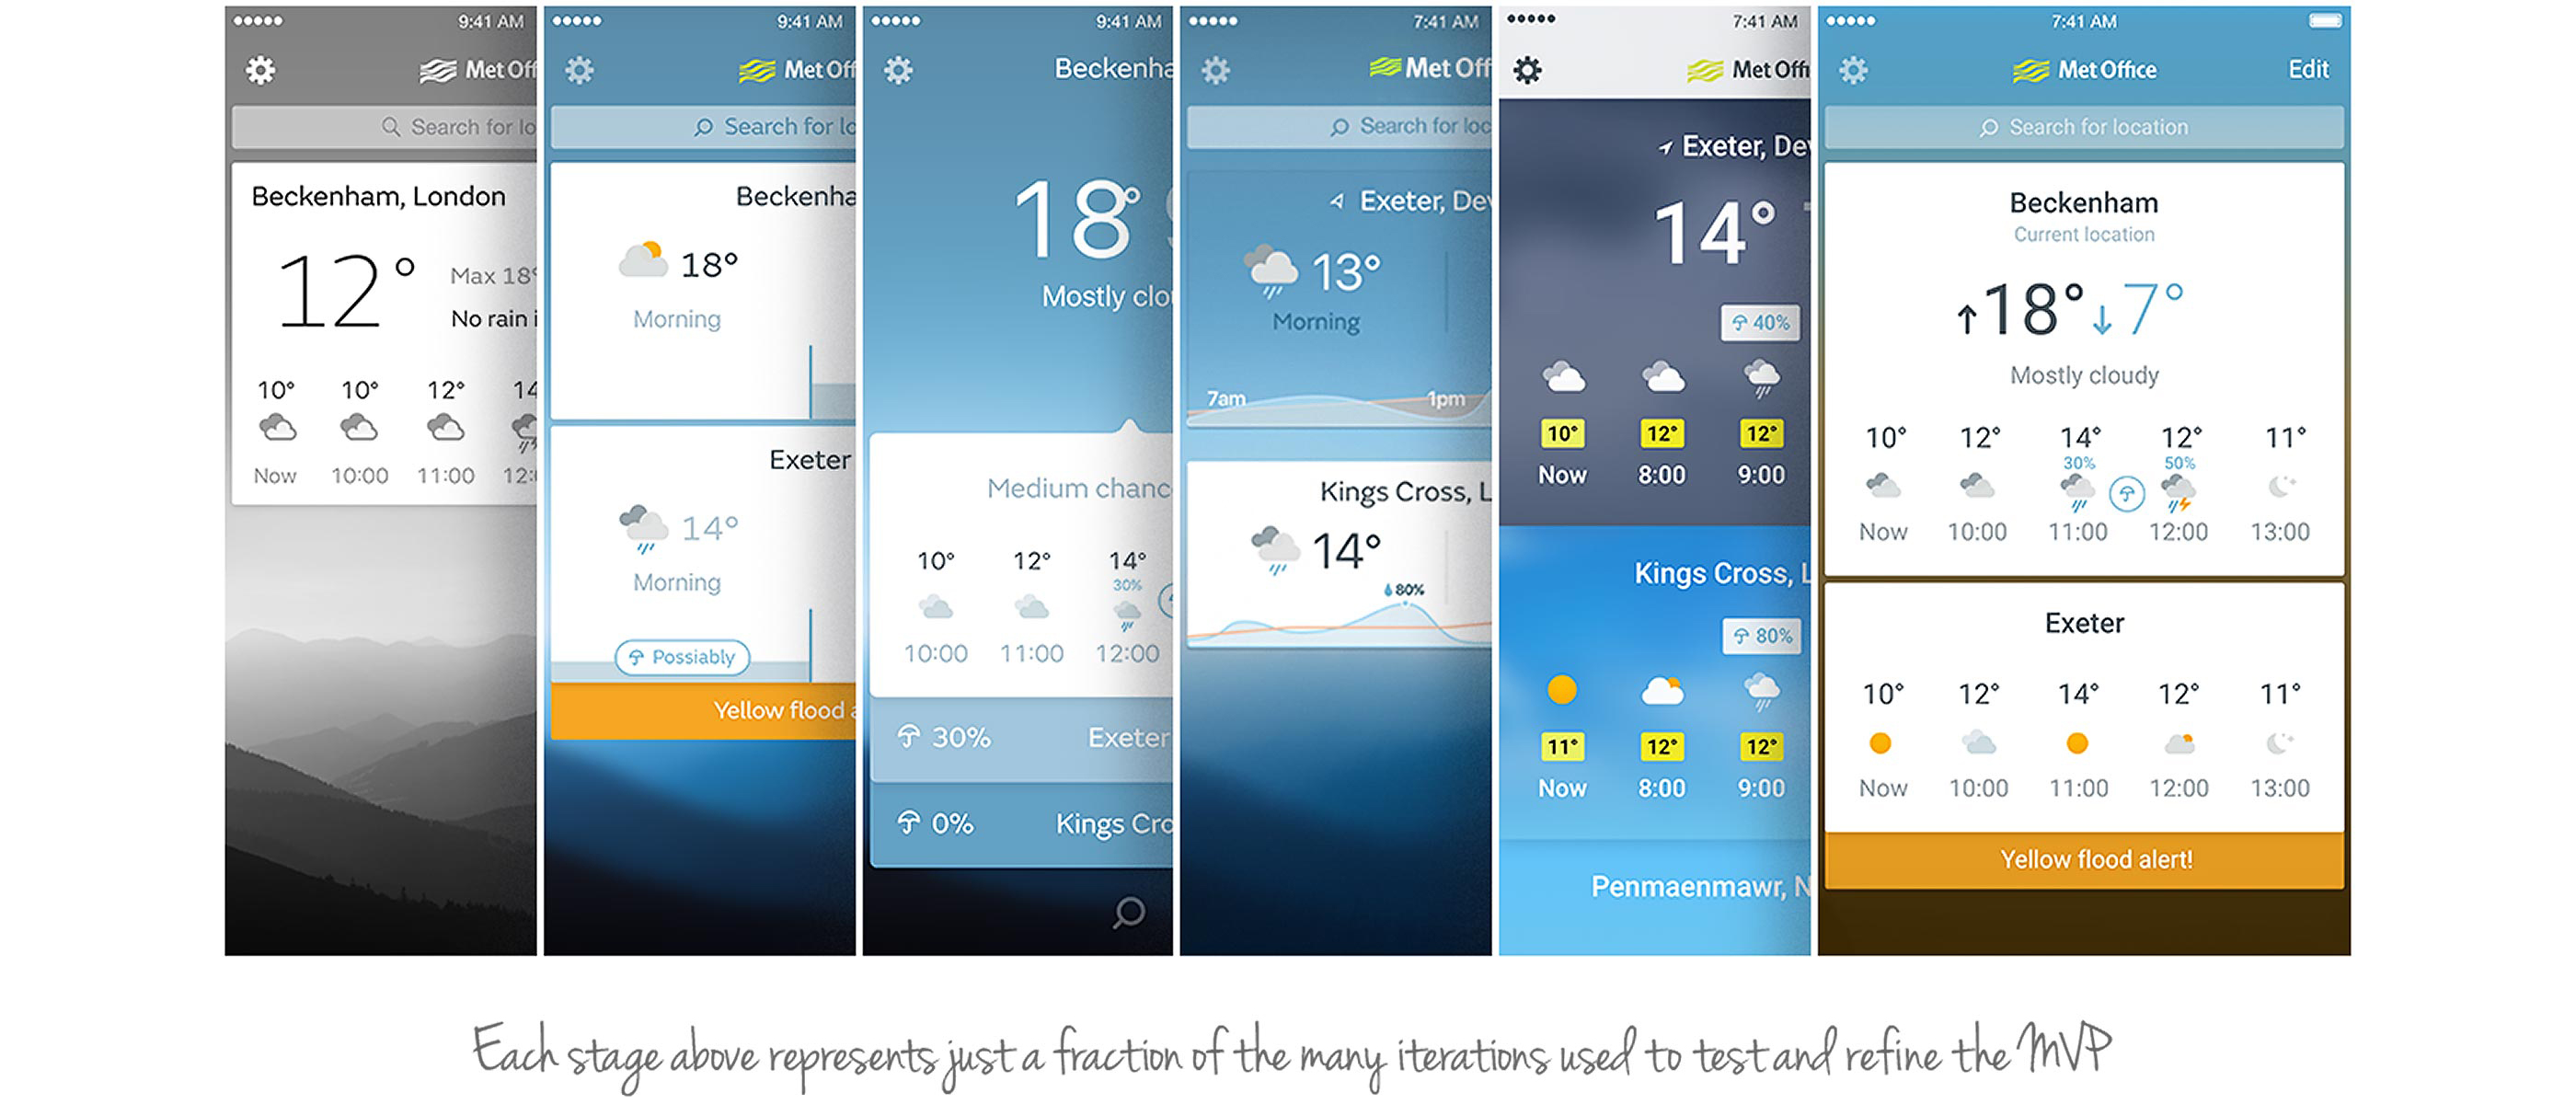 9:41 AM
Met Off
Search for lo
Beckenham, London
12°
Max 18°
No rain i
10° 10° 12° 14
Now 10:00 11:00 12:
9:41 AM
Met Off
Search for lo
Beckenha
18°
Morning
Exeter
14°
Morning
Possiably
Yellow flood a
9:41 AM
Beckenha
18°
Mostly clo
Medium chanc
10° 12° 14°
30%
10:00 11:00 12:00
30% Exeter
0% Kings Cro
7:41 AM
Met Off
Search for loc
Exeter, Dev
13°
Morning
7am 1pm
Kings Cross, L
14°
80%
7:41 AM
Met Offi
Exeter, Dev
14°
40%
10° 12° 12°
Now 8:00 9:00
Kings Cross, L
80%
11° 12° 12°
Now 8:00 9:00
Penmaenmawr, N
7:41 AM
Met Office Edit
Search for location
Beckenham
Current location
↑18°↓7°
Mostly cloudy
10° 12° 14° 12° 11°
30% 50%
Now 10:00 11:00 12:00 13:00
Exeter
10° 12° 14° 12° 11°
Now 10:00 11:00 12:00 13:00
Yellow flood alert!
Each stage above represents just a fraction of the many iterations used to test and refine the MVP